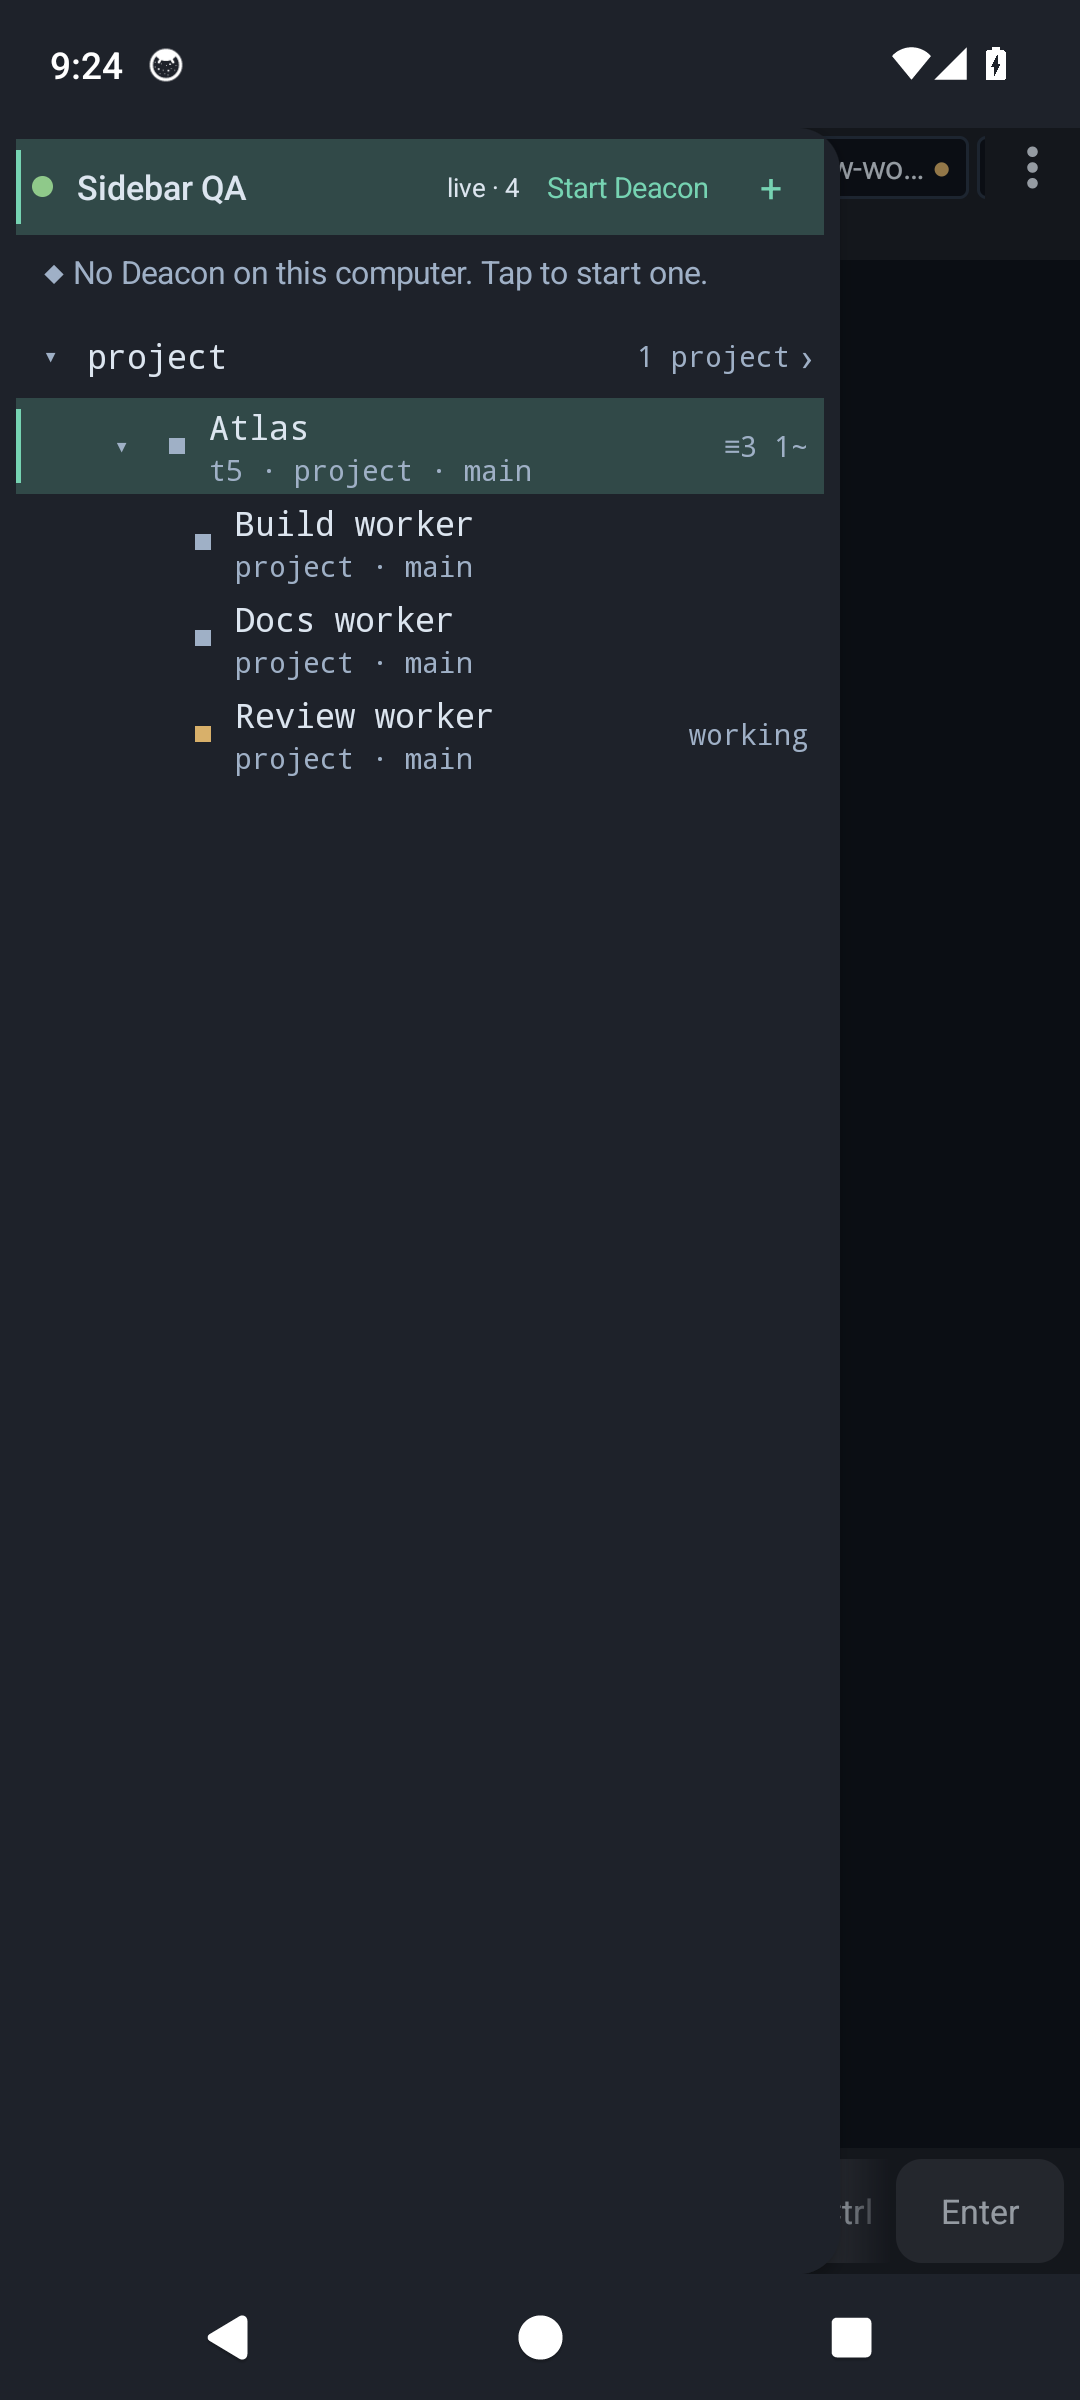 9:24
Sidebar QA live · 4 Start Deacon +
w-wo...
◆ No Deacon on this computer. Tap to start one.
▾ project 1 project ›
▾ Atlas ≡3 1~
t5 · project · main
Build worker
project · main
Docs worker
project · main
Review worker working
project · main
trl
Enter